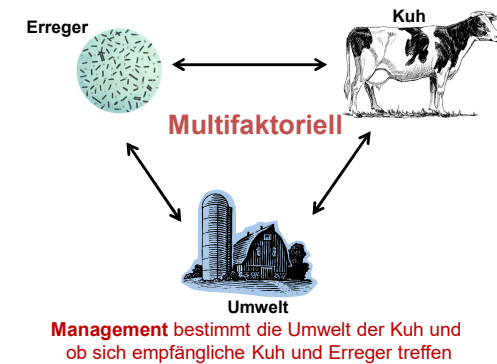 Kuh
Erreger
Multifaktoriell
Umwelt
Management bestimmt die Umwelt der Kuh und
ob sich empfängliche Kuh und Erreger treffen